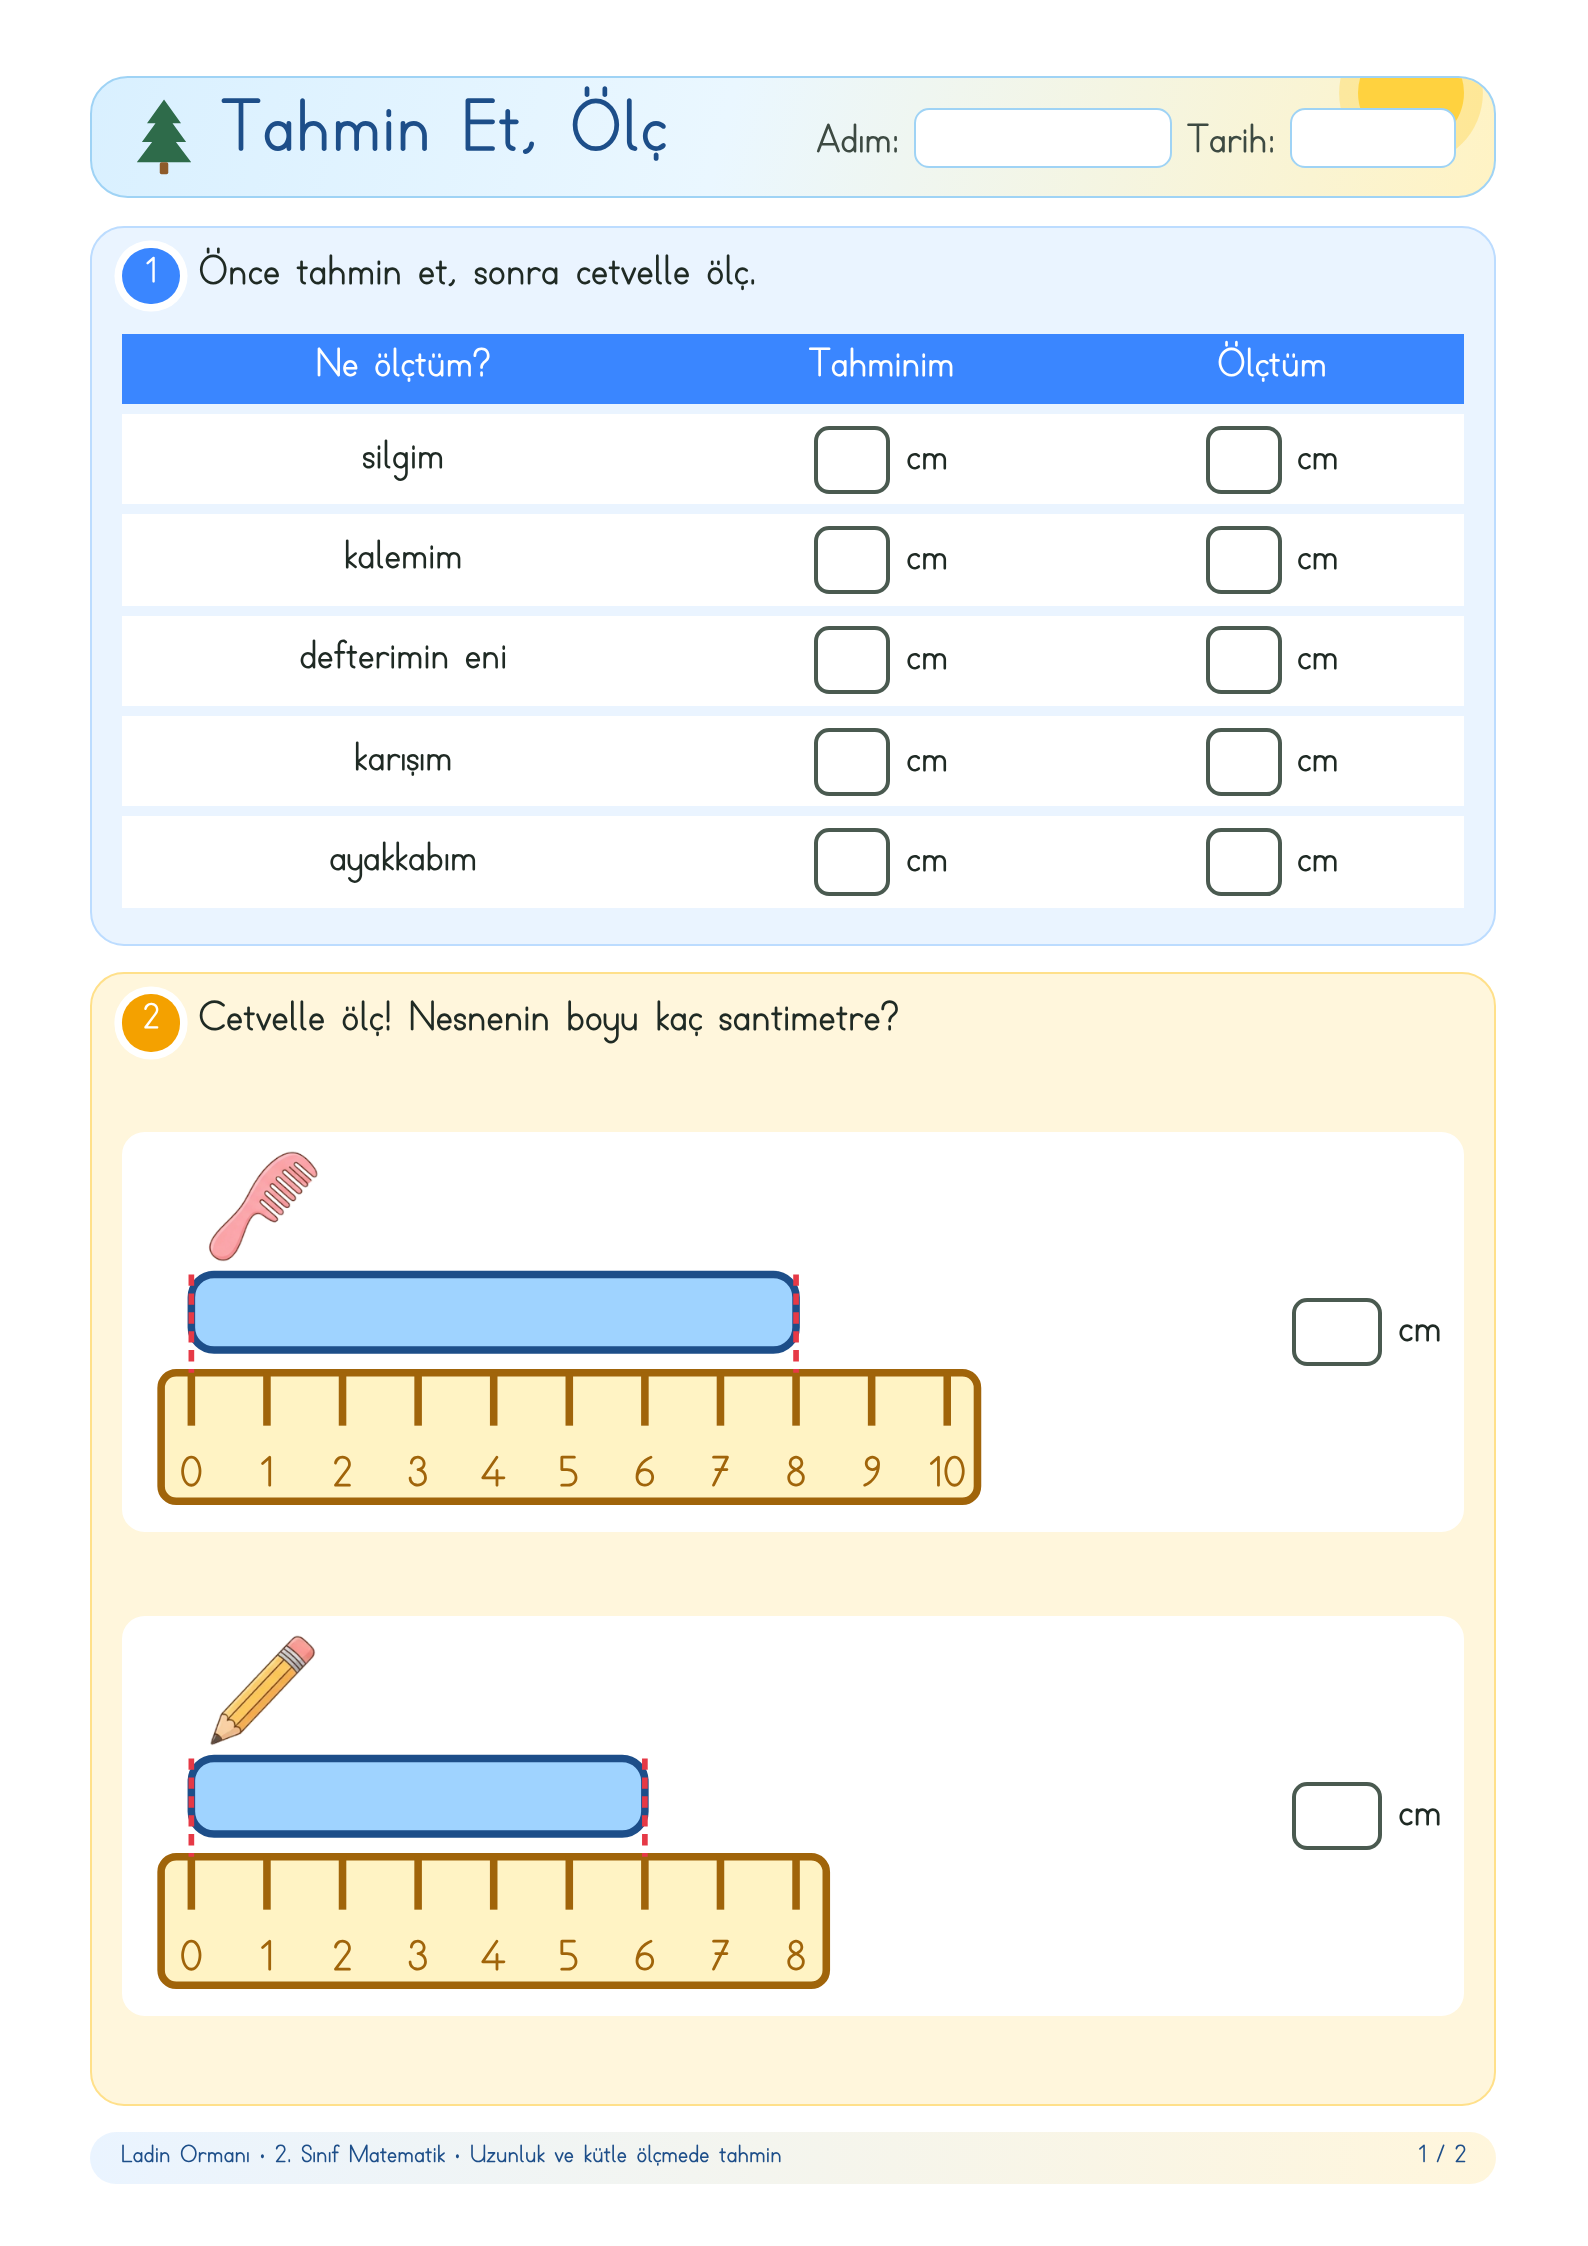 Tahmin Et, Ölç
Adım:
Tarih:
1
Önce tahmin et, sonra cetvelle ölç.
Ne ölçtüm? Tahminim Ölçtüm
silgim cm cm
kalemim cm cm
defterimin eni cm cm
karışım cm cm
ayakkabım cm cm
2
Cetvelle ölç! Nesnenin boyu kaç santimetre?
cm
0 1 2 3 4 5 6 7 8 9 10
cm
0 1 2 3 4 5 6 7 8
Ladin Ormanı • 2. Sınıf Matematik • Uzunluk ve kütle ölçmede tahmin
1 / 2